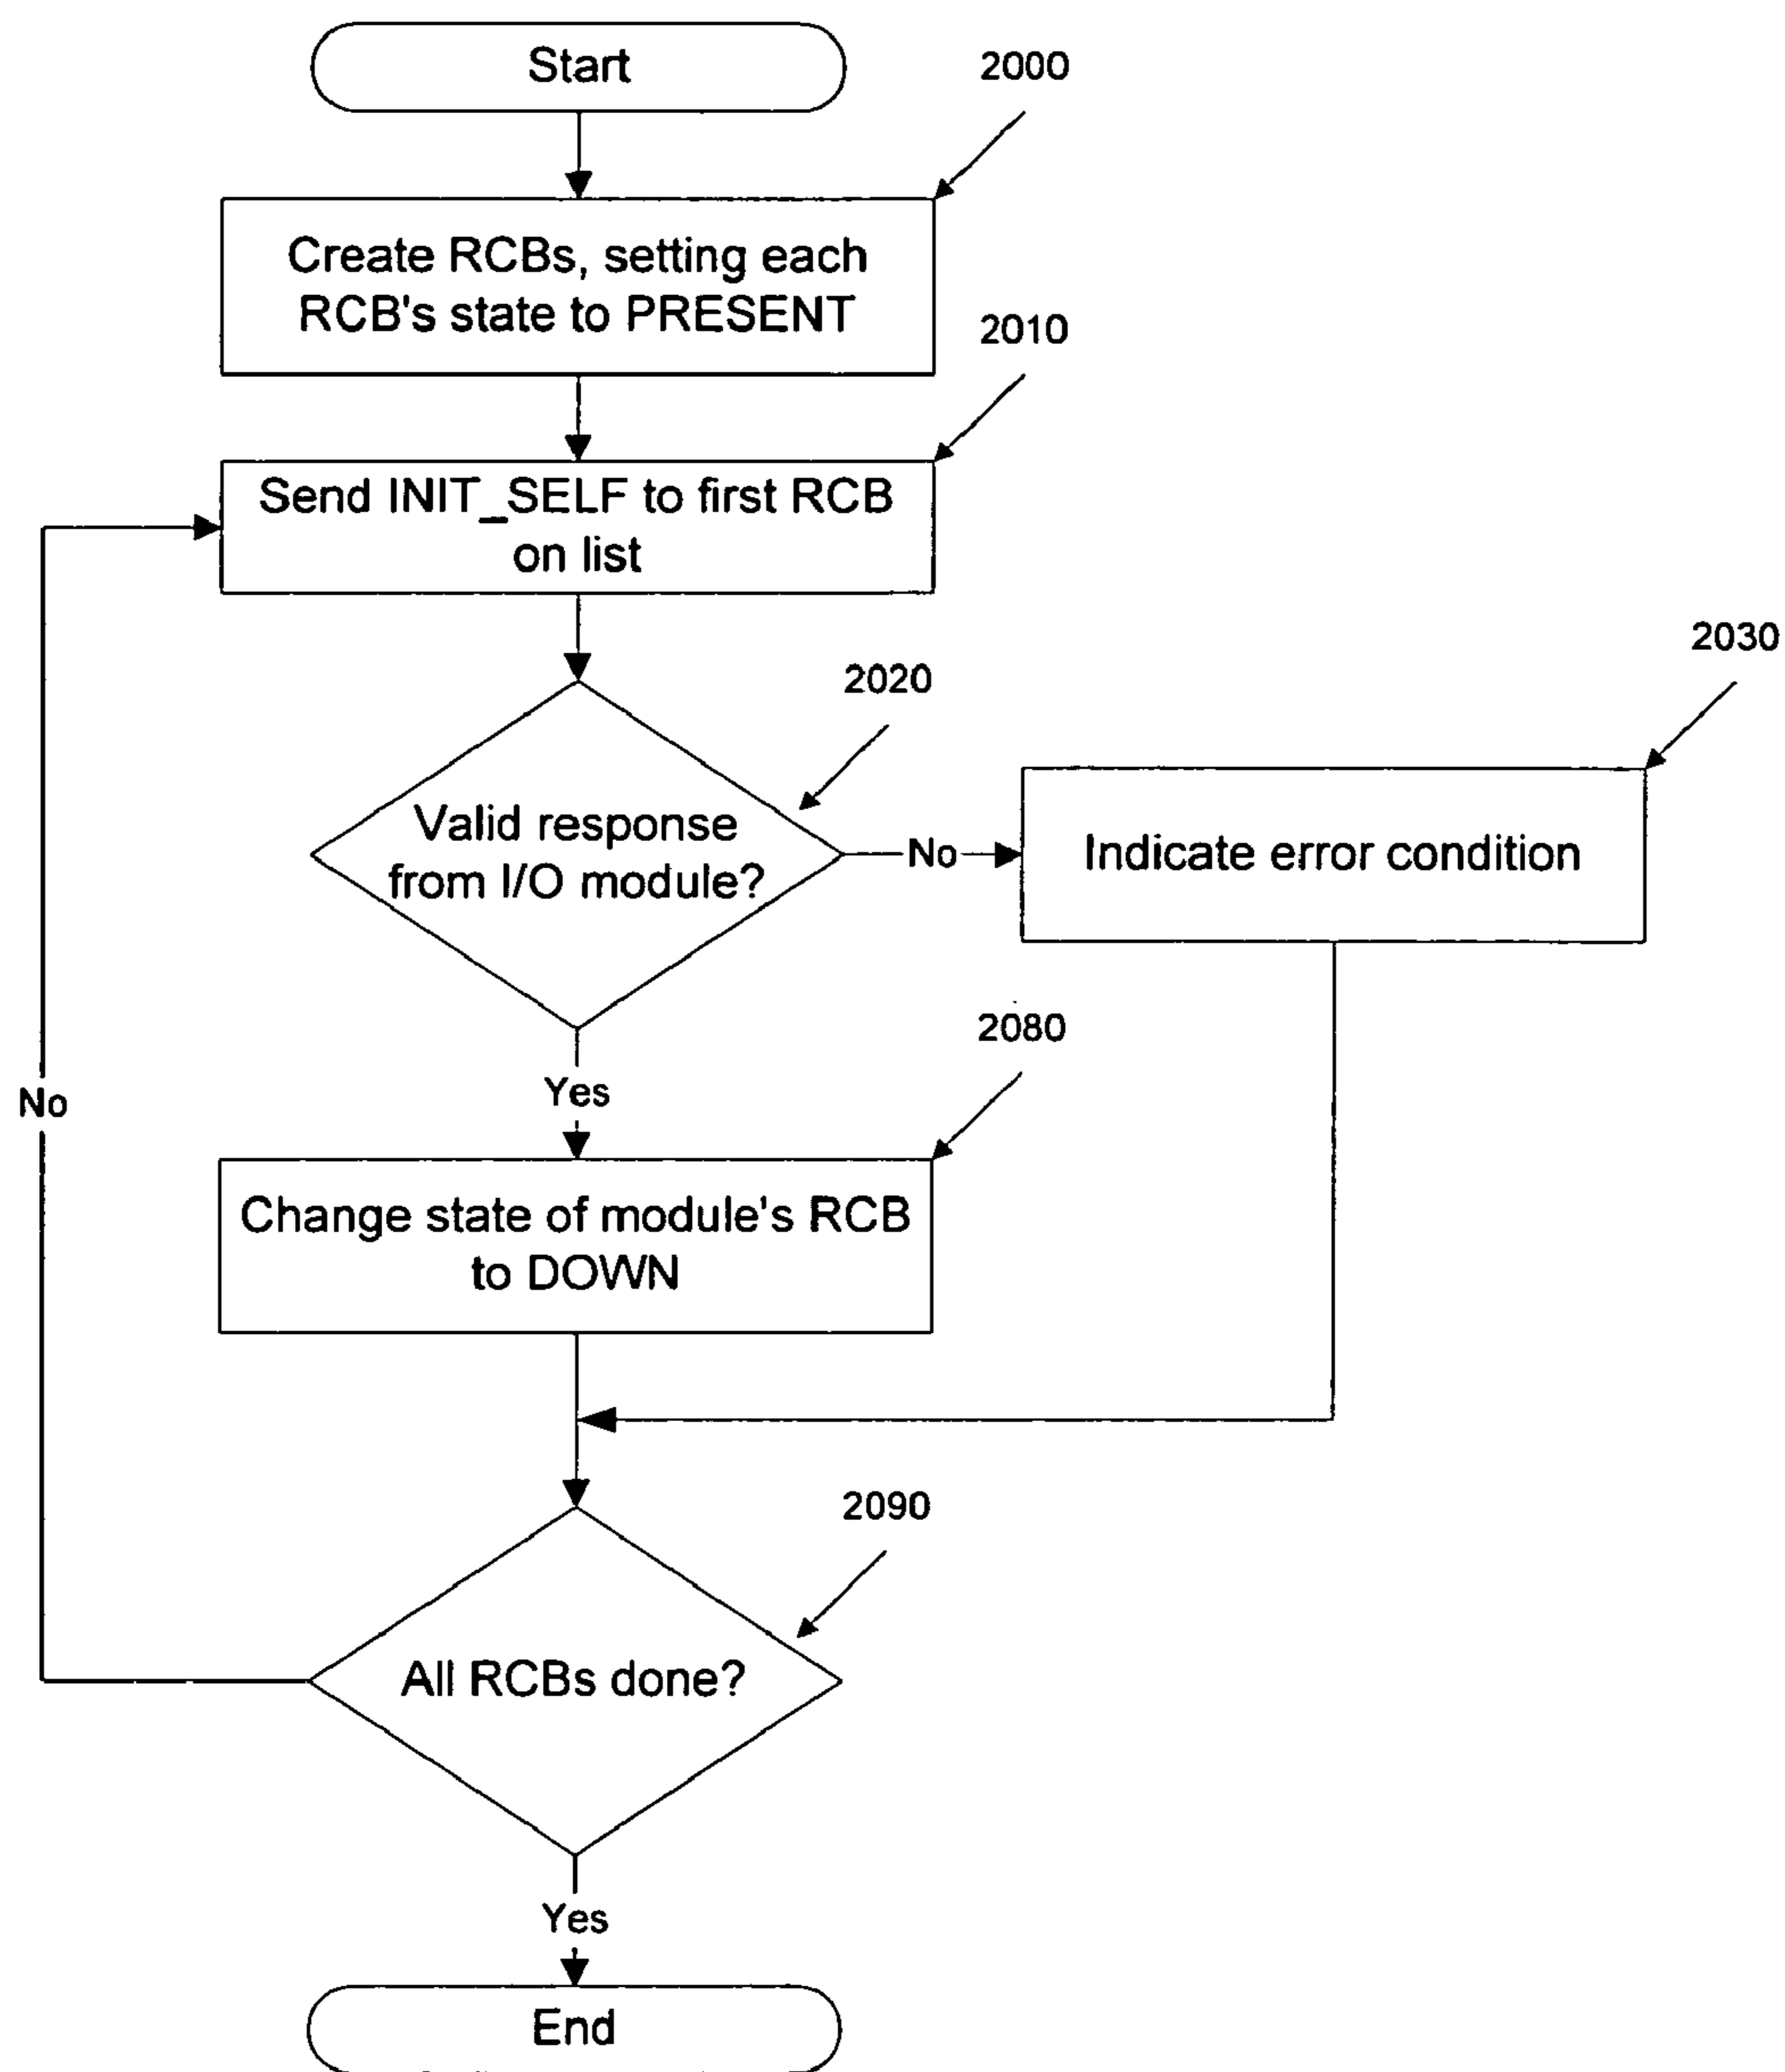 Start
2000
Create RCBs, setting each
RCB's state to PRESENT
2010
Send INIT_SELF to first RCB
on list
2020
2030
Valid response
from I/O module?
No
Indicate error condition
Yes
2080
No
Change state of module's RCB
to DOWN
2090
All RCBs done?
Yes
End